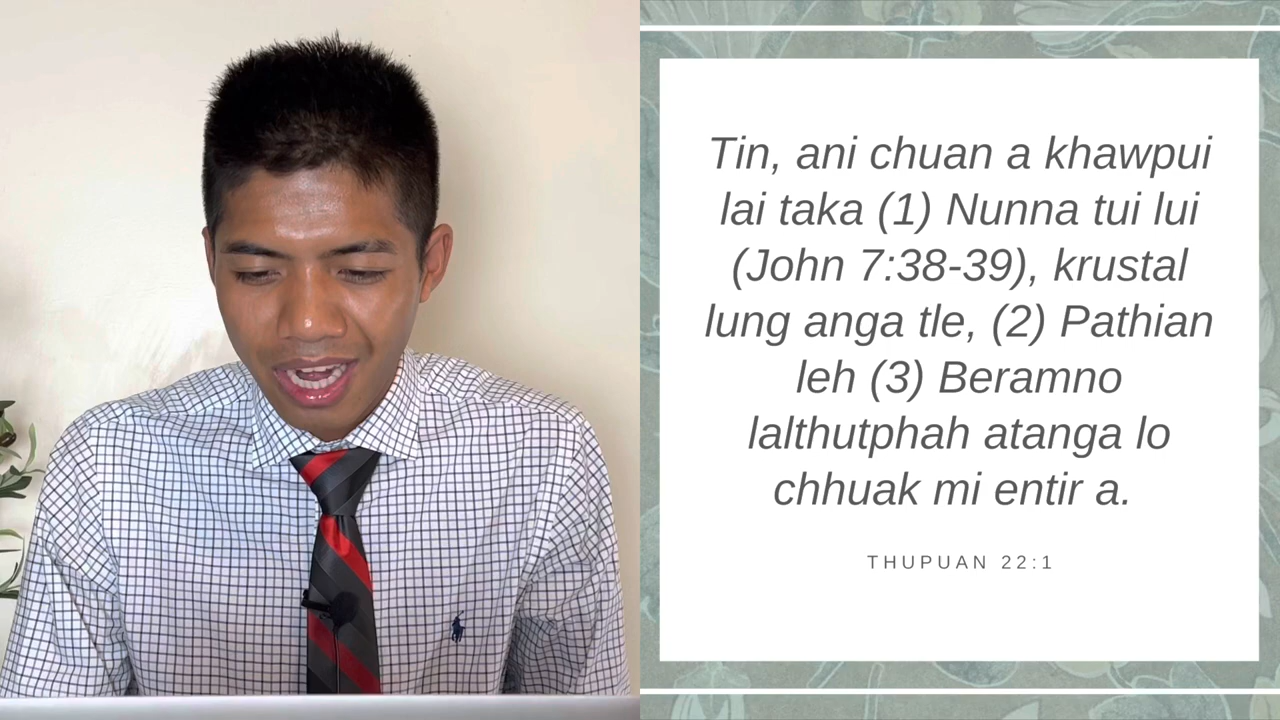 Tin, ani chuan a khawpui
lai taka (1) Nunna tui lui
(John 7:38-39), krustal
lung anga tle, (2) Pathian
leh (3) Beramno
lalthutphah atanga lo
chhuak mi entir a.
THUPUAN 22:1